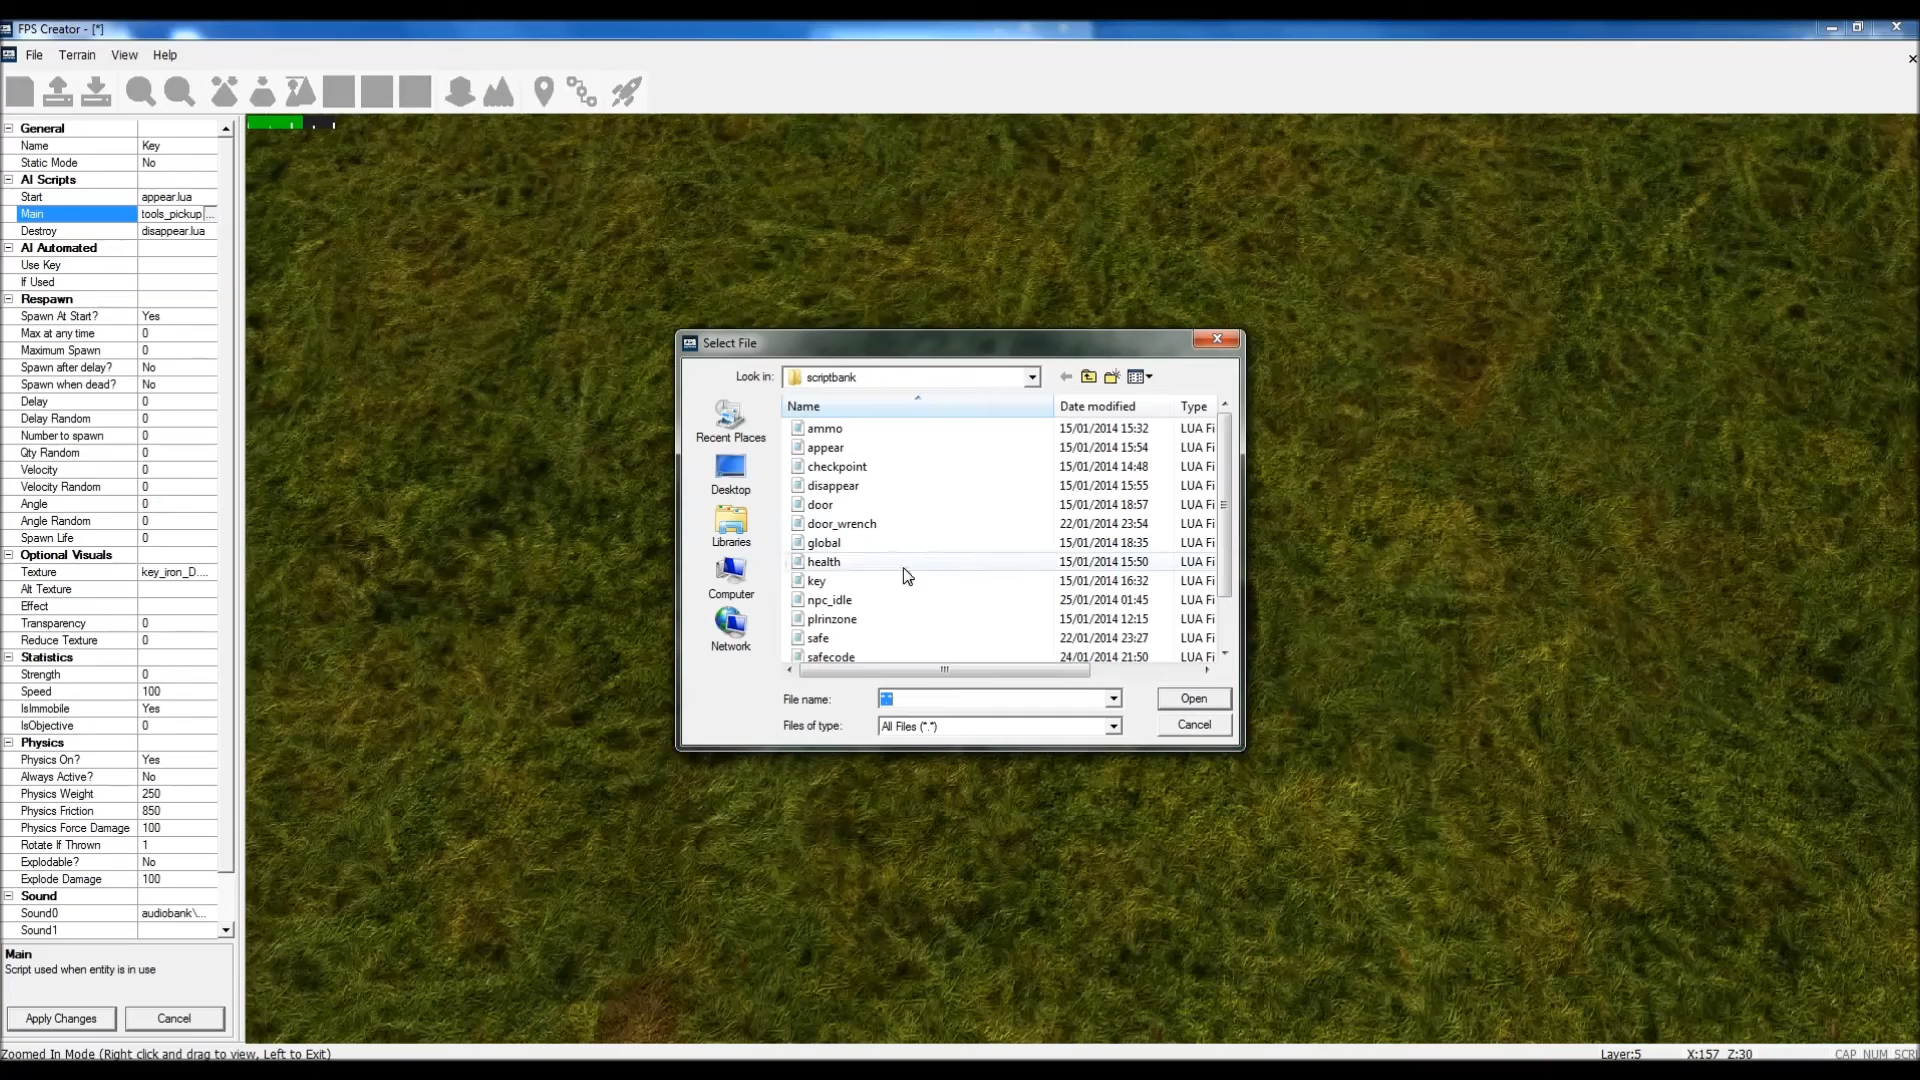 FPS Creator - [*]
File Terrain View Help
General
Name Key
Static Mode No
AI Scripts
Start appear.lua
Main tools_pickup ...
Destroy disappear.lua
AI Automated
Use Key
If Used
Respawn
Spawn At Start? Yes
Max at any time 0
Maximum Spawn 0
Spawn after delay? No
Spawn when dead? No
Delay 0
Delay Random 0
Number to spawn 0
Qty Random 0
Velocity 0
Velocity Random 0
Angle 0
Angle Random 0
Spawn Life 0
Optional Visuals
Texture key_iron_D....
Alt Texture
Effect
Transparency 0
Reduce Texture 0
Statistics
Strength 0
Speed 100
IsImmobile Yes
IsObjective 0
Physics
Physics On? Yes
Always Active? No
Physics Weight 250
Physics Friction 850
Physics Force Damage 100
Rotate If Thrown 1
Explodable? No
Explode Damage 100
Sound
Sound0 audiobank\...
Sound1
Main
Script used when entity is in use
Apply Changes Cancel
Select File
Look in: scriptbank
Recent Places
Desktop
Libraries
Computer
Network
Name Date modified Type
ammo 15/01/2014 15:32 LUA Fi
appear 15/01/2014 15:54 LUA Fi
checkpoint 15/01/2014 14:48 LUA Fi
disappear 15/01/2014 15:55 LUA Fi
door 15/01/2014 18:57 LUA Fi
door_wrench 22/01/2014 23:54 LUA Fi
global 15/01/2014 18:35 LUA Fi
health 15/01/2014 15:50 LUA Fi
key 15/01/2014 16:32 LUA Fi
npc_idle 25/01/2014 01:45 LUA Fi
plrinzone 15/01/2014 12:15 LUA Fi
safe 22/01/2014 23:27 LUA Fi
safecode 24/01/2014 21:50 LUA Fi
File name: *.* Open
Files of type: All Files (*.*) Cancel
Zoomed In Mode (Right click and drag to view, Left to Exit) Layer:5 X:157 Z:30 CAP NUM SCRL